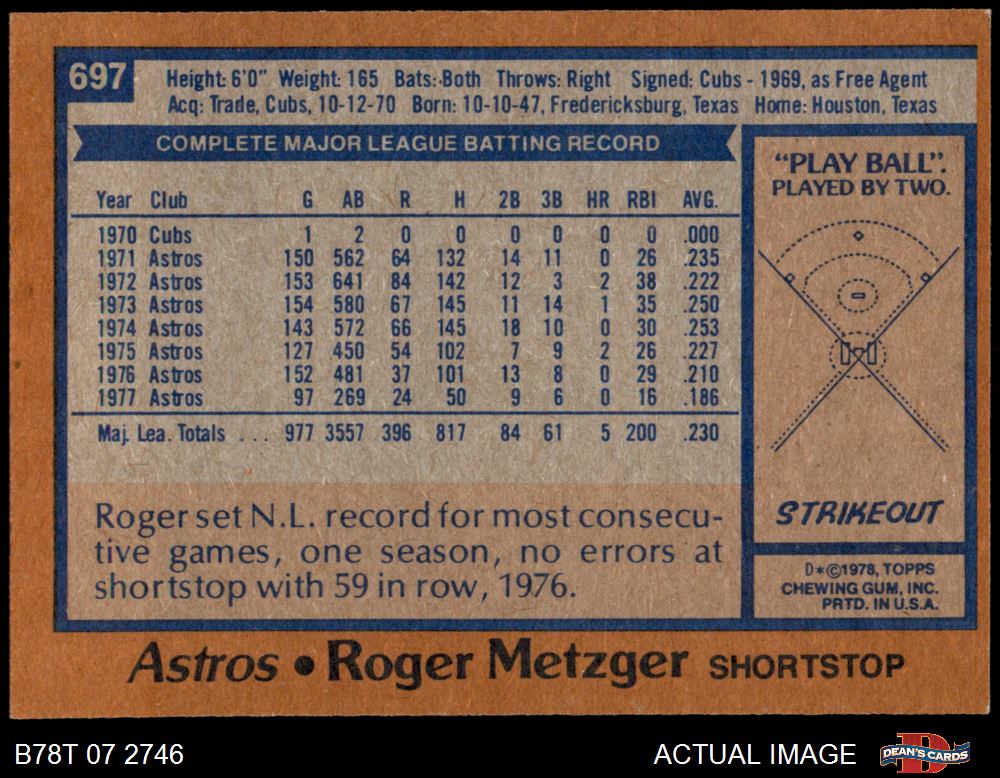 697
Height: 6'0" Weight: 165 Bats: Both Throws: Right Signed: Cubs - 1969, as Free Agent
Acq: Trade, Cubs, 10-12-70 Born: 10-10-47, Fredericksburg, Texas Home: Houston, Texas
COMPLETE MAJOR LEAGUE BATTING RECORD
Year Club G AB R H 2B 3B HR RBI AVG.
1970 Cubs 1 2 0 0 0 0 0 0 .000
1971 Astros 150 562 64 132 14 11 0 26 .235
1972 Astros 153 641 84 142 12 3 2 38 .222
1973 Astros 154 580 67 145 11 14 1 35 .250
1974 Astros 143 572 66 145 18 10 0 30 .253
1975 Astros 127 450 54 102 7 9 2 26 .227
1976 Astros 152 481 37 101 13 8 0 29 .210
1977 Astros 97 269 24 50 9 6 0 16 .186
Maj. Lea. Totals ... 977 3557 396 817 84 61 5 200 .230
Roger set N.L. record for most consecu-
tive games, one season, no errors at
shortstop with 59 in row, 1976.
"PLAY BALL".
PLAYED BY TWO.
STRIKEOUT
D*©1978, TOPPS
CHEWING GUM, INC.
PRTD. IN U.S.A.
Astros • Roger Metzger SHORTSTOP
B78T 07 2746
ACTUAL IMAGE
D
DEAN'S CARDS